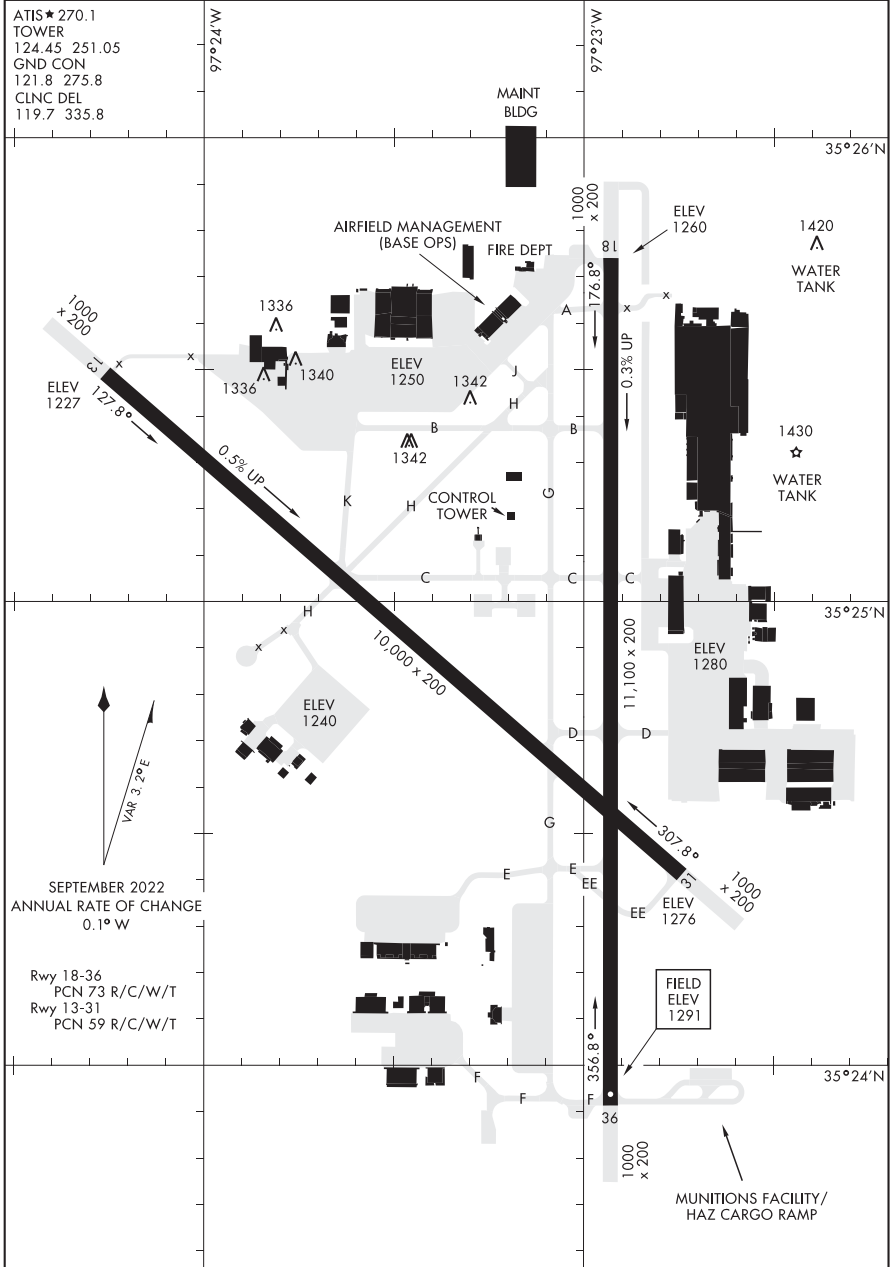 ATIS★ 270.1
TOWER
124.45 251.05
GND CON
121.8 275.8
CLNC DEL
119.7 335.8
97°24'W
97°23'W
MAINT
BLDG
35°26'N
1000
x 200
ELEV
1260
1420
WATER
TANK
AIRFIELD MANAGEMENT
(BASE OPS)
FIRE DEPT
18
176.8°
A
x
x
0.3% UP
1000
x 200
13
x
x
ELEV
1227
127.8°
1336
1336
1340
ELEV
1250
1342
J
H
B
B
1342
0.5% UP
K
H
G
CONTROL
TOWER
1430
WATER
TANK
C
C
C
35°25'N
H
x
x
10,000 x 200
11,100 x 200
ELEV
1280
ELEV
1240
D
D
VAR 3.2° E
G
307.8°
31
1000
x 200
E
E
EE
EE
ELEV
1276
SEPTEMBER 2022
ANNUAL RATE OF CHANGE
0.1° W
Rwy 18-36
PCN 73 R/C/W/T
Rwy 13-31
PCN 59 R/C/W/T
FIELD
ELEV
1291
356.8°
35°24'N
F
F
F
36
1000
x 200
MUNITIONS FACILITY/
HAZ CARGO RAMP